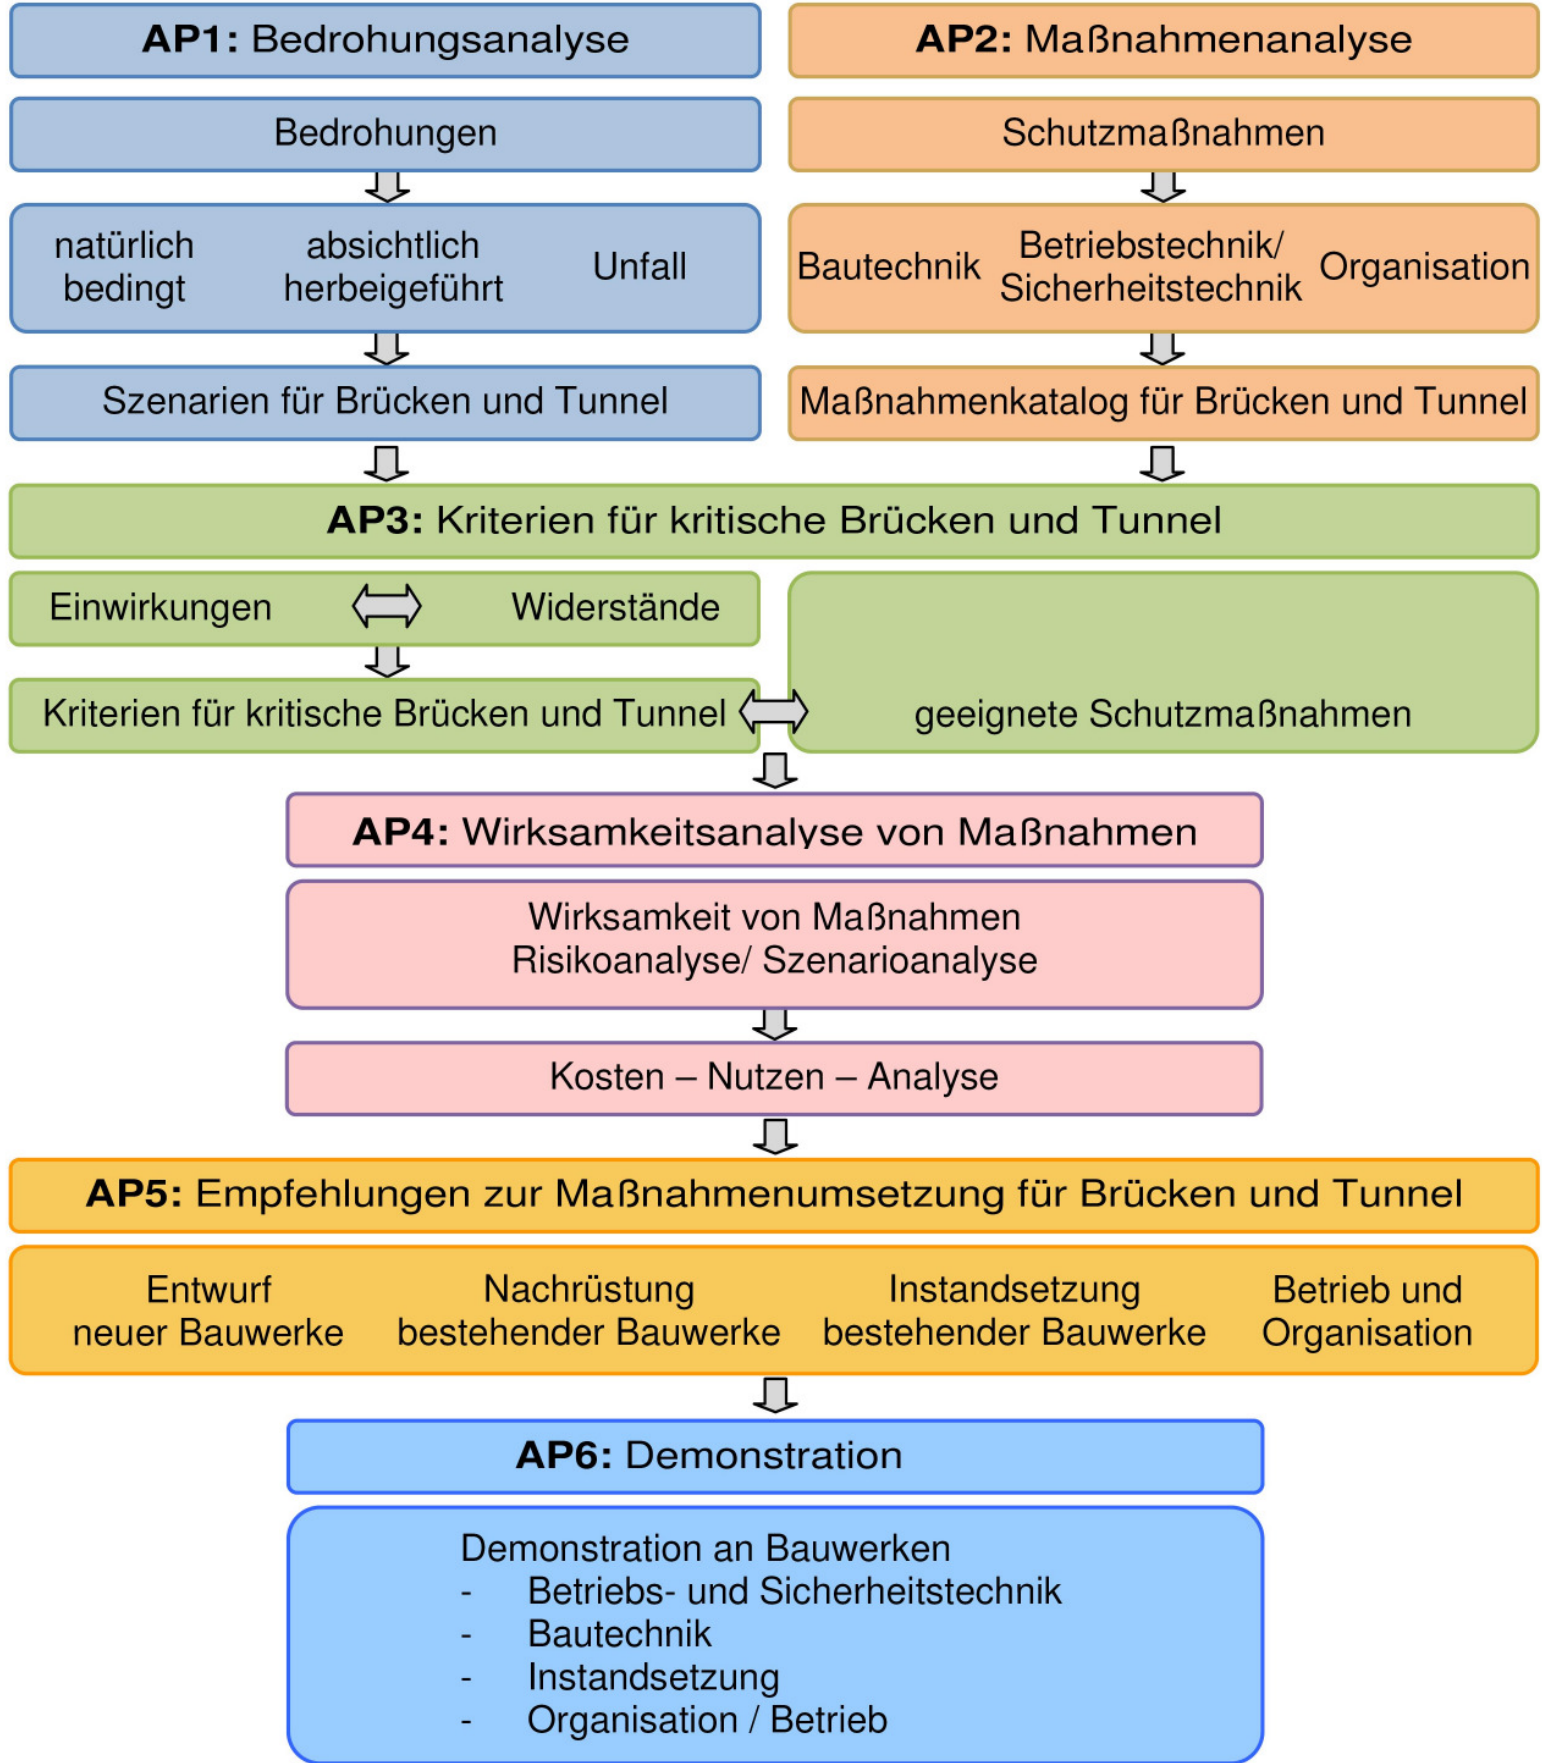 AP1: Bedrohungsanalyse
Bedrohungen
natürlich
bedingt
absichtlich
herbeigeführt
Unfall
Szenarien für Brücken und Tunnel
AP2: Maßnahmenanalyse
Schutzmaßnahmen
Bautechnik
Betriebstechnik/
Sicherheitstechnik
Organisation
Maßnahmenkatalog für Brücken und Tunnel
AP3: Kriterien für kritische Brücken und Tunnel
Einwirkungen
Widerstände
Kriterien für kritische Brücken und Tunnel
geeignete Schutzmaßnahmen
AP4: Wirksamkeitsanalyse von Maßnahmen
Wirksamkeit von Maßnahmen
Risikoanalyse/ Szenarioanalyse
Kosten – Nutzen – Analyse
AP5: Empfehlungen zur Maßnahmenumsetzung für Brücken und Tunnel
Entwurf
neuer Bauwerke
Nachrüstung
bestehender Bauwerke
Instandsetzung
bestehender Bauwerke
Betrieb und
Organisation
AP6: Demonstration
Demonstration an Bauwerken
- Betriebs- und Sicherheitstechnik
- Bautechnik
- Instandsetzung
- Organisation / Betrieb